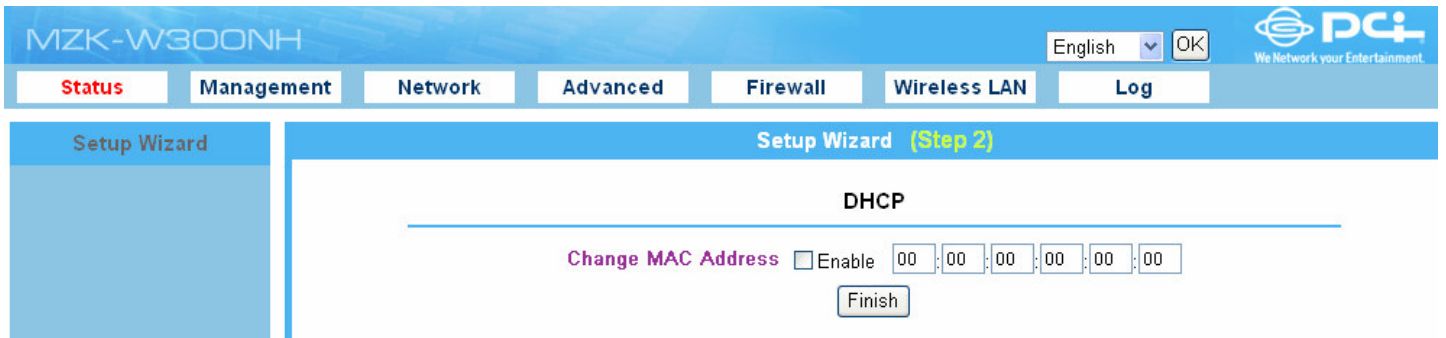 MZK-W300NH
English OK
PCi
We Network your Entertainment.
Status Management Network Advanced Firewall Wireless LAN Log
Setup Wizard
Setup Wizard (Step 2)
DHCP
Change MAC Address Enable 00 : 00 : 00 : 00 : 00 : 00
Finish